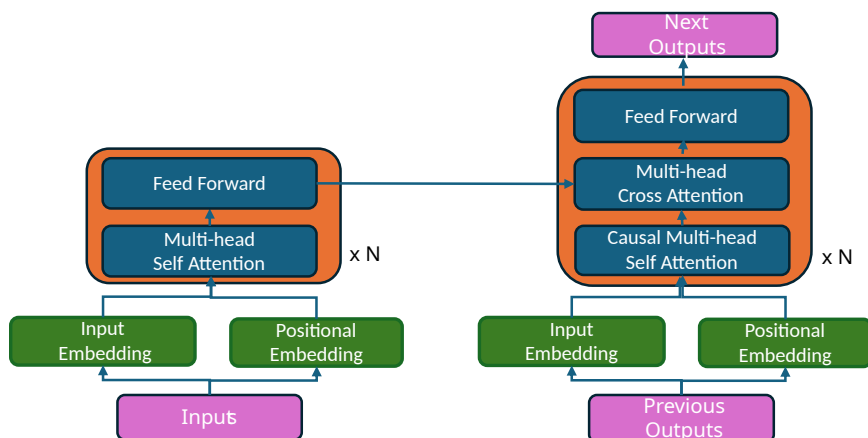 Next
Outputs
Feed Forward
Multi-head
Cross Attention
Causal Multi-head
Self Attention
x N
Feed Forward
Multi-head
Self Attention
x N
Input
Embedding
Positional
Embedding
Input
Embedding
Positional
Embedding
Inputs
Previous
Outputs